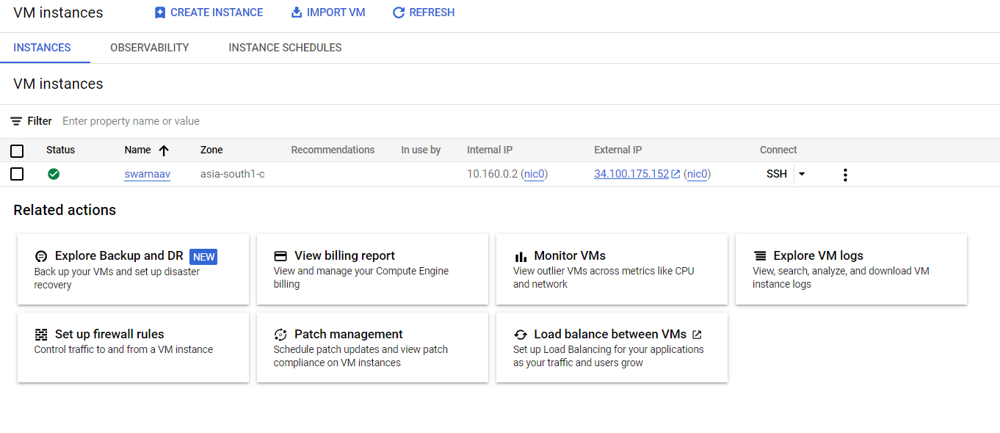 VM instances CREATE INSTANCE IMPORT VM REFRESH
INSTANCES OBSERVABILITY INSTANCE SCHEDULES
VM instances
Filter Enter property name or value
Status Name Zone Recommendations In use by Internal IP External IP Connect
swarnaav asia-south1-c 10.160.0.2 (nic0) 34.100.175.152 (nic0) SSH
Related actions
Explore Backup and DR NEW
Back up your VMs and set up disaster
recovery
View billing report
View and manage your Compute Engine
billing
Monitor VMs
View outlier VMs across metrics like CPU
and network
Explore VM logs
View, search, analyze, and download VM
instance logs
Set up firewall rules
Control traffic to and from a VM instance
Patch management
Schedule patch updates and view patch
compliance on VM instances
Load balance between VMs
Set up Load Balancing for your applications
as your traffic and users grow